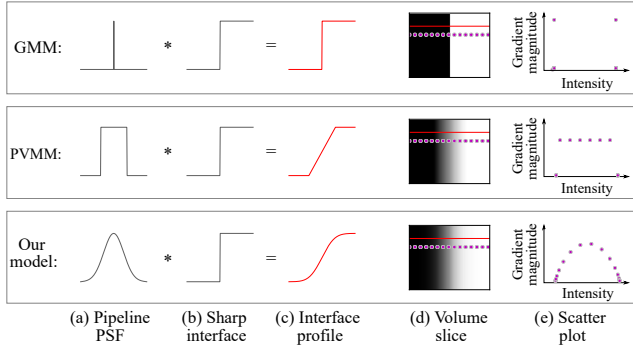 GMM:
*
=
Gradient
magnitude
Intensity
PVMM:
*
=
Gradient
magnitude
Intensity
Our
model:
*
=
Gradient
magnitude
Intensity
(a) Pipeline
PSF
(b) Sharp
interface
(c) Interface
profile
(d) Volume
slice
(e) Scatter
plot